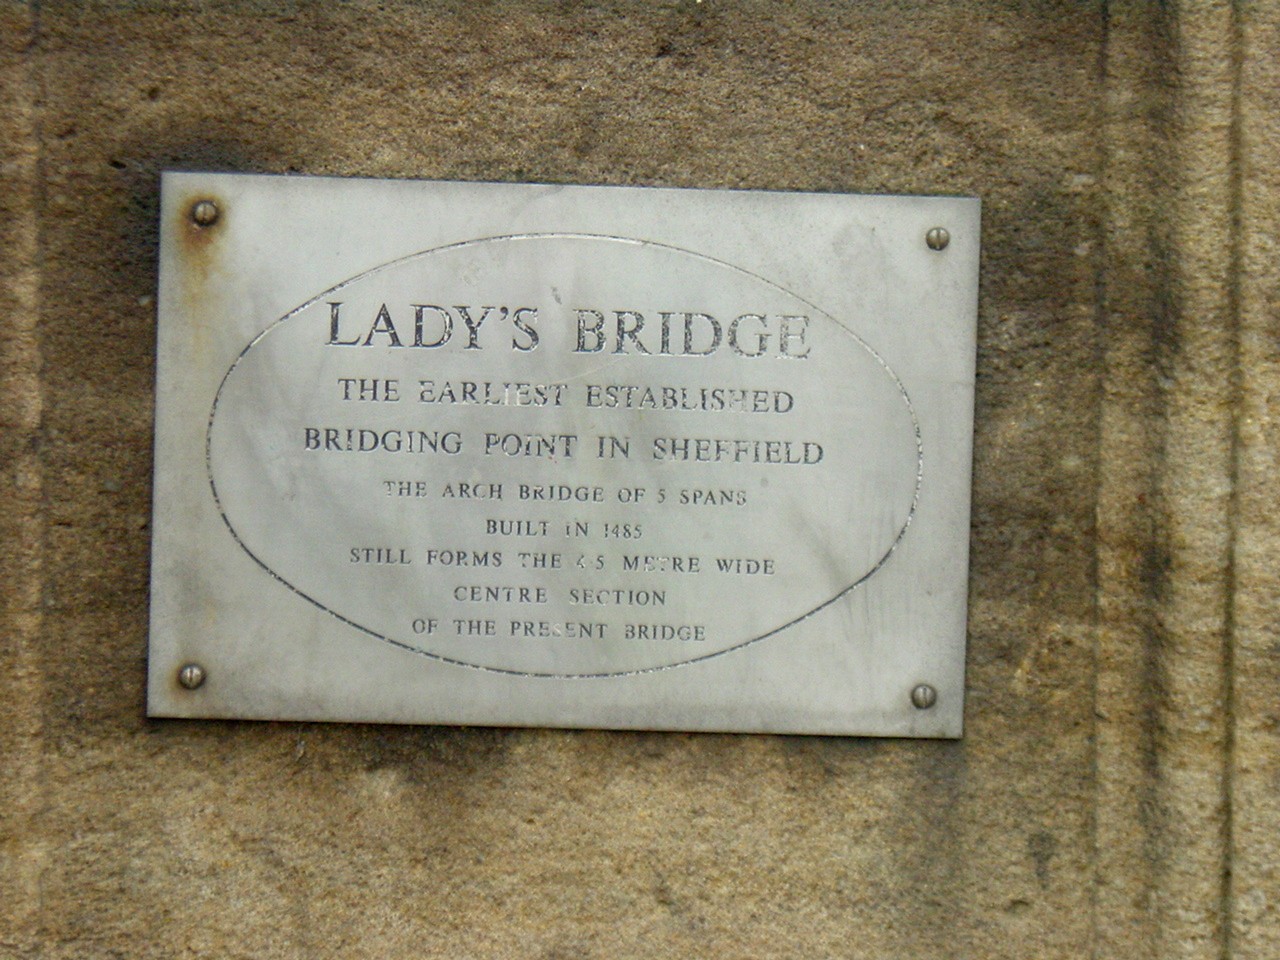 LADY'S BRIDGE
THE EARLIEST ESTABLISHED
BRIDGING POINT IN SHEFFIELD
THE ARCH BRIDGE OF 5 SPANS
BUILT IN 1485
STILL FORMS THE 4·5 METRE WIDE
CENTRE SECTION
OF THE PRESENT BRIDGE